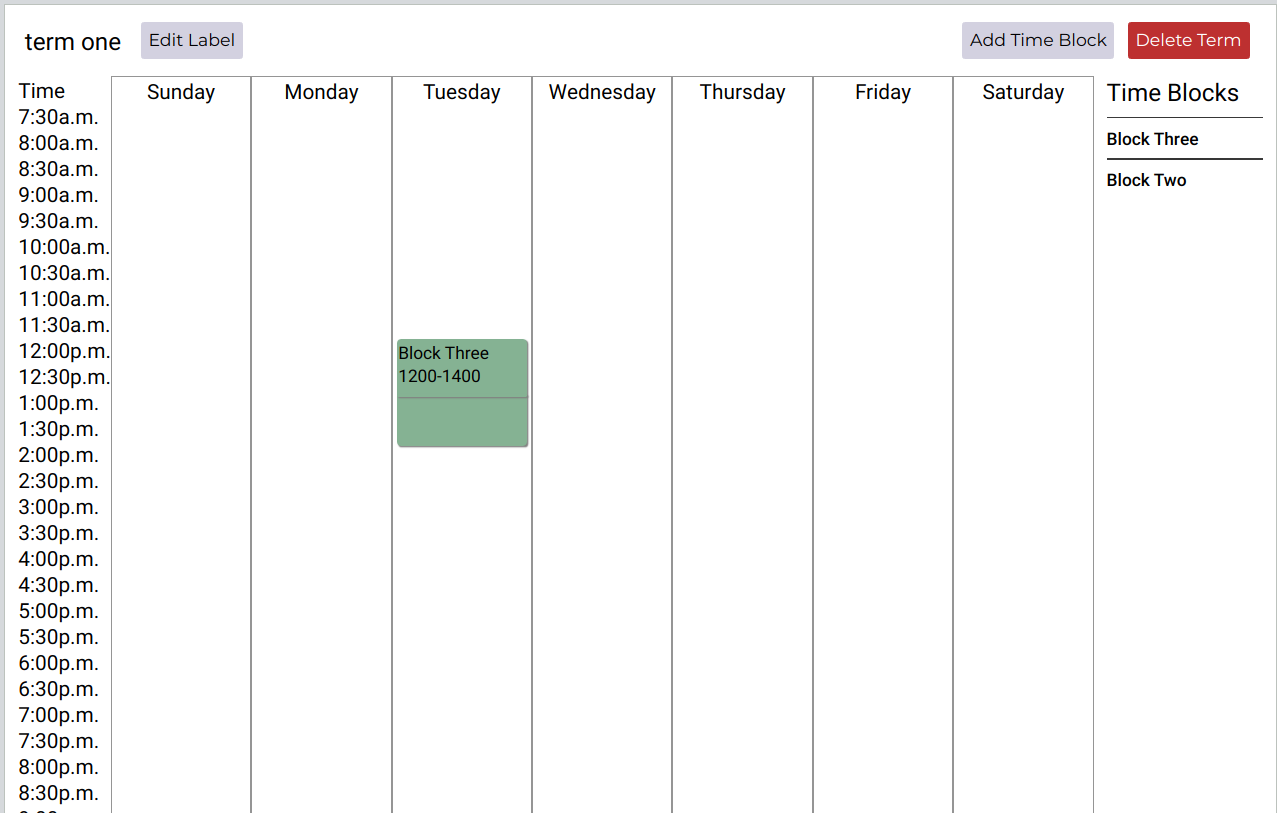 term one
Edit Label
Add Time Block
Delete Term
Time
Sunday
Monday
Tuesday
Wednesday
Thursday
Friday
Saturday
7:30a.m.
8:00a.m.
8:30a.m.
9:00a.m.
9:30a.m.
10:00a.m.
10:30a.m.
11:00a.m.
11:30a.m.
12:00p.m.
12:30p.m.
1:00p.m.
1:30p.m.
2:00p.m.
2:30p.m.
3:00p.m.
3:30p.m.
4:00p.m.
4:30p.m.
5:00p.m.
5:30p.m.
6:00p.m.
6:30p.m.
7:00p.m.
7:30p.m.
8:00p.m.
8:30p.m.
Block Three
1200-1400
Time Blocks
Block Three
Block Two